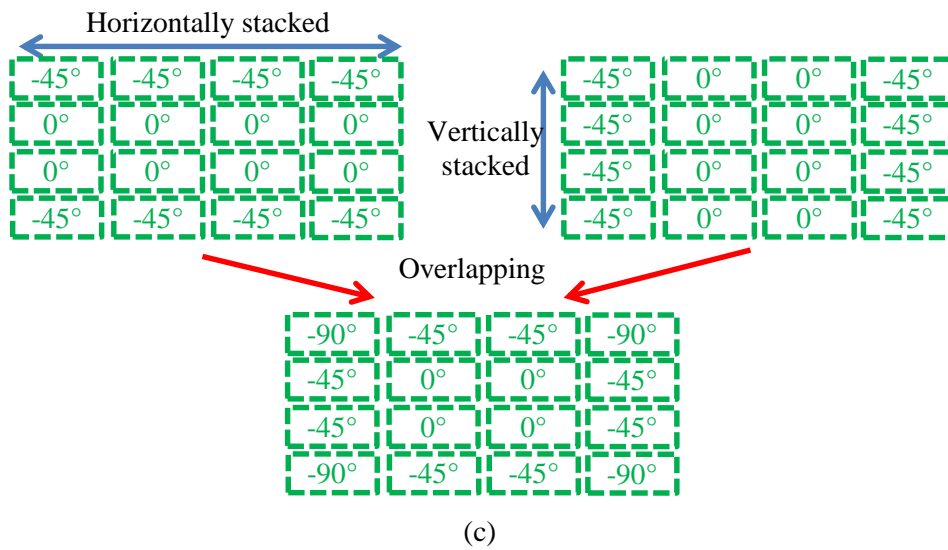 Horizontally stacked
-45° -45° -45° -45°
0° 0° 0° 0°
0° 0° 0° 0°
-45° -45° -45° -45°
Vertically
stacked
-45° 0° 0° -45°
-45° 0° 0° -45°
-45° 0° 0° -45°
-45° 0° 0° -45°
Overlapping
-90° -45° -45° -90°
-45° 0° 0° -45°
-45° 0° 0° -45°
-90° -45° -45° -90°
(c)